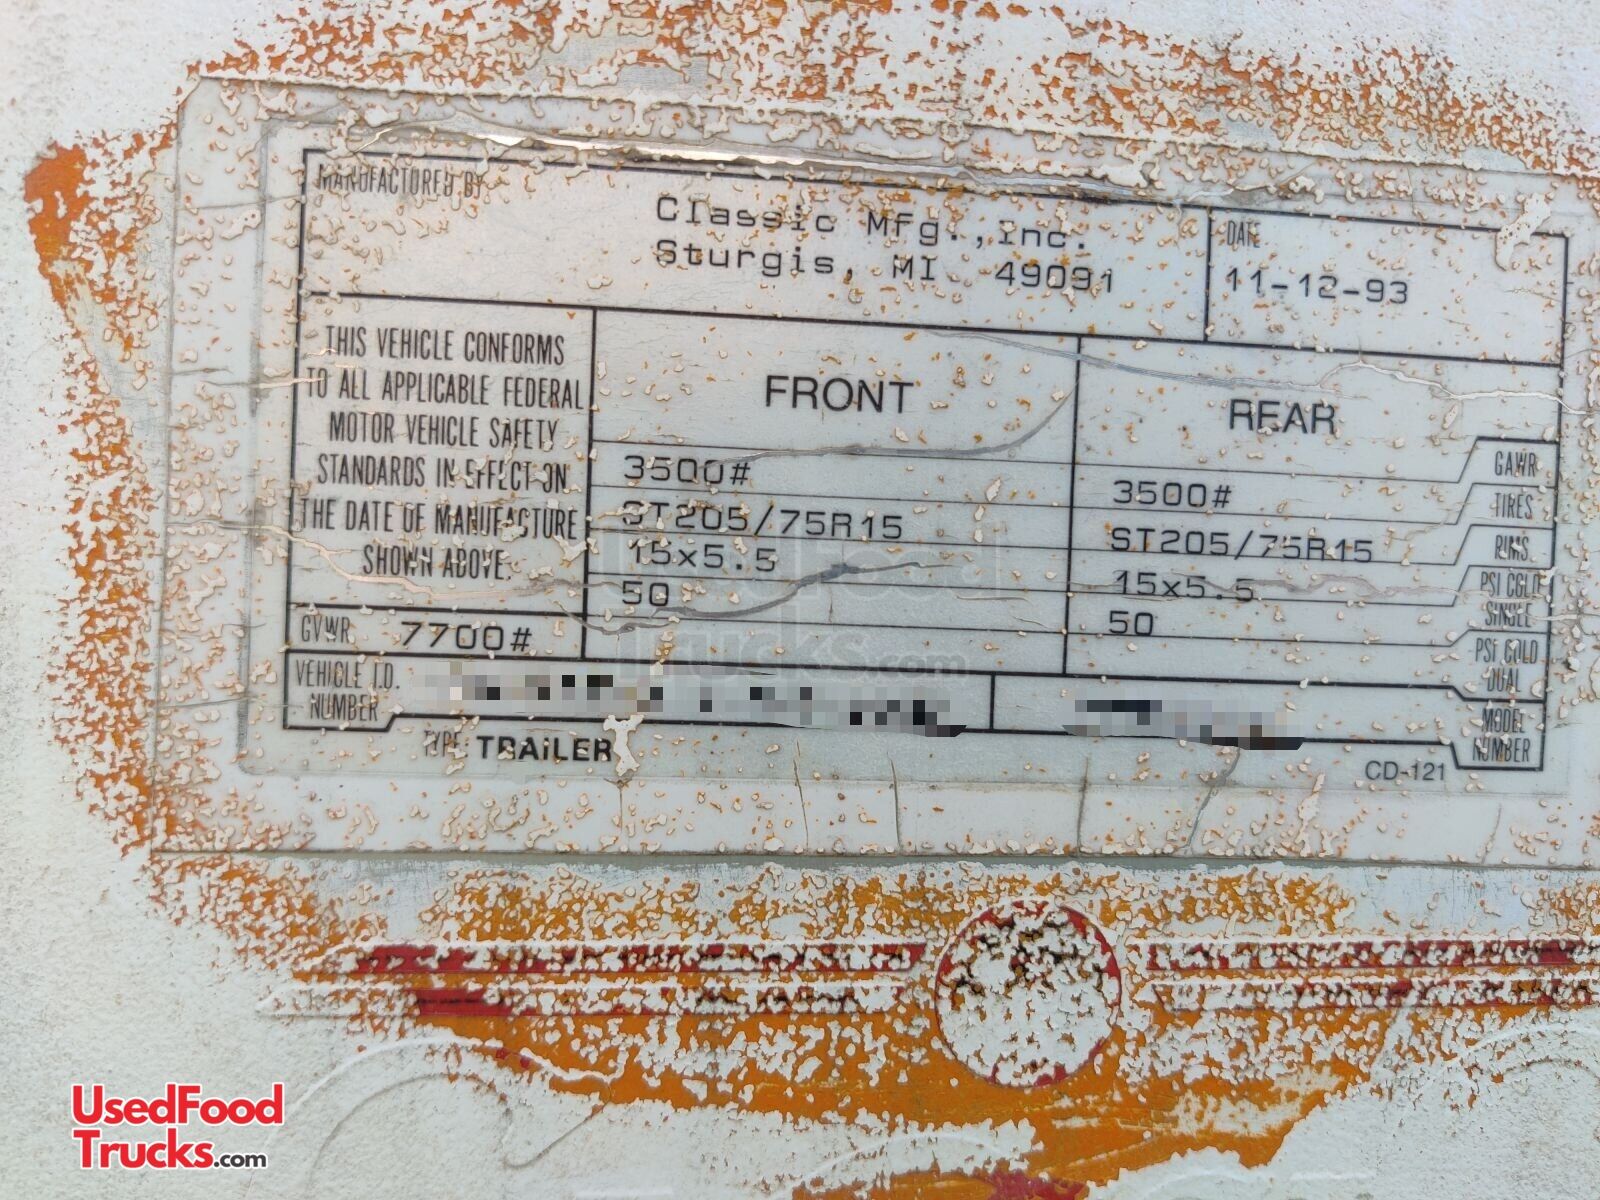 MANUFACTURED BY
Classic Mfg.,Inc.
Sturgis, MI 49091
DATE
11-12-93
THIS VEHICLE CONFORMS
TO ALL APPLICABLE FEDERAL
MOTOR VEHICLE SAFETY
STANDARDS IN EFFECT ON
THE DATE OF MANUFACTURE
SHOWN ABOVE.
FRONT
REAR
3500#
3500#
GAWR
ST205/75R15
ST205/75R15
TIRES
15x5.5
15x5.5
RIMS
50
50
PSI COLD
SINGLE
PSI COLD
DUAL
GVWR 7700#
VEHICLE I.D.
NUMBER
MODEL
NUMBER
TYPE: TRAiLER
CD-121
UsedFood
Trucks.com
UsedFood
Trucks.com